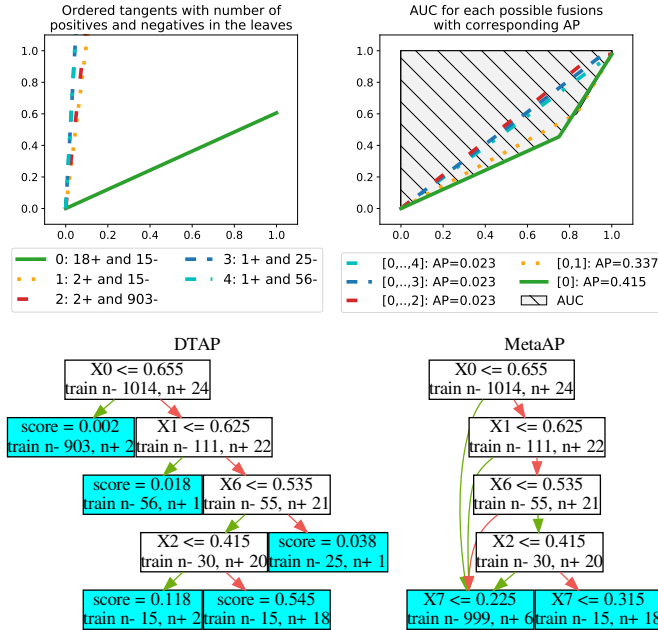 Ordered tangents with number of
positives and negatives in the leaves
1.0
0.8
0.6
0.4
0.2
0.0
0.0 0.2 0.4 0.6 0.8 1.0
0: 18+ and 15-
1: 2+ and 15-
2: 2+ and 903-
3: 1+ and 25-
4: 1+ and 56-
AUC for each possible fusions
with corresponding AP
1.0
0.8
0.6
0.4
0.2
0.0
0.0 0.2 0.4 0.6 0.8 1.0
[0,..,4]: AP=0.023
[0,..,3]: AP=0.023
[0,..,2]: AP=0.023
[0,1]: AP=0.337
[0]: AP=0.415
AUC
DTAP
X0 <= 0.655
train n- 1014, n+ 24
score = 0.002
train n- 903, n+ 2
X1 <= 0.625
train n- 111, n+ 22
score = 0.018
train n- 56, n+ 1
X6 <= 0.535
train n- 55, n+ 21
X2 <= 0.415
train n- 30, n+ 20
score = 0.038
train n- 25, n+ 1
score = 0.118
train n- 15, n+ 2
score = 0.545
train n- 15, n+ 18
MetaAP
X0 <= 0.655
train n- 1014, n+ 24
X1 <= 0.625
train n- 111, n+ 22
X6 <= 0.535
train n- 55, n+ 21
X2 <= 0.415
train n- 30, n+ 20
X7 <= 0.225
train n- 999, n+ 6
X7 <= 0.315
train n- 15, n+ 18